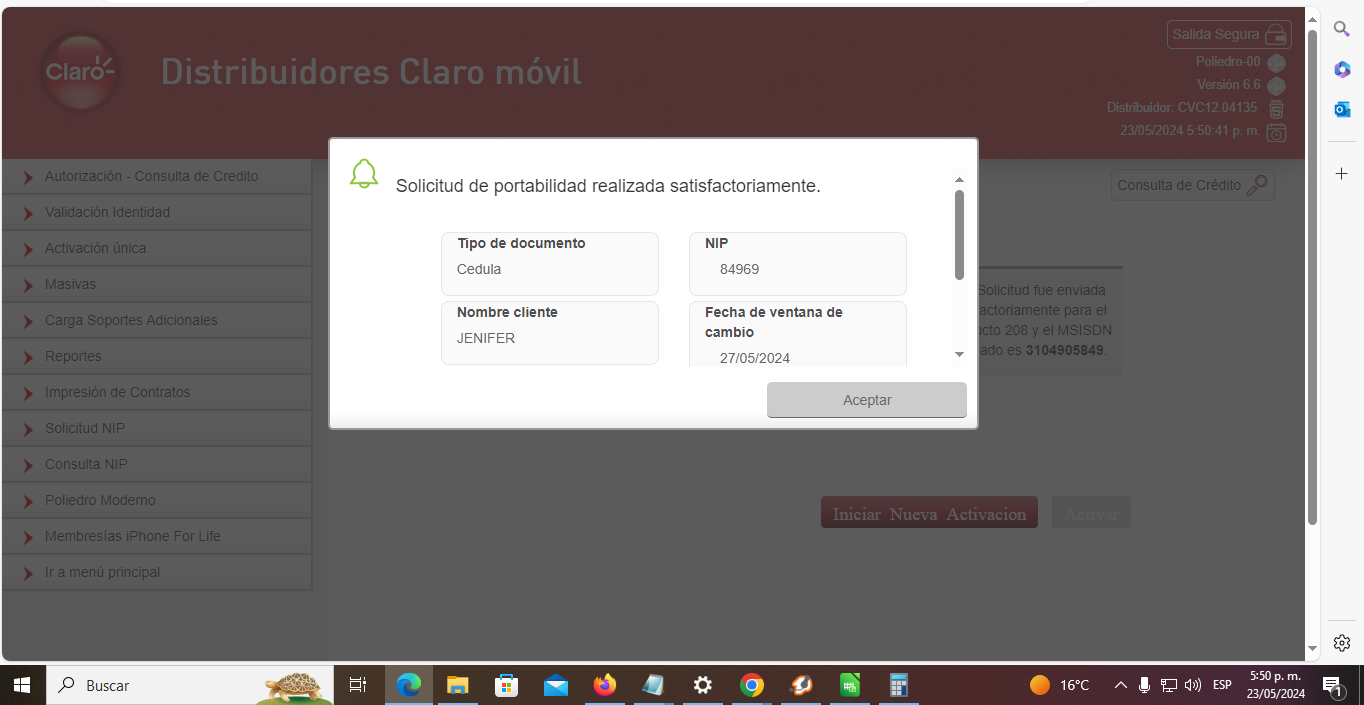 Claro
Distribuidores Claro móvil
Salida Segura
Poliedro-00
Versión 6.6
Distribuidor: CVC12.04135
23/05/2024 5:50:41 p. m.
Autorización - Consulta de Credito
Validación Identidad
Activación única
Masivas
Carga Soportes Adicionales
Reportes
Impresión de Contratos
Solicitud NIP
Consulta NIP
Poliedro Moderno
Membresías iPhone For Life
Ir a menú principal
Consulta de Crédito
Solicitud de portabilidad realizada satisfactoriamente.
Tipo de documento
Cedula
NIP
84969
Nombre cliente
JENIFER
Fecha de ventana de
cambio
27/05/2024
Aceptar
Solicitud fue enviada
actoriamente para el
cto 208 y el MSISDN
ado es 3104905849.
Iniciar Nueva Activacion
Activar
Buscar
16°C
ESP
5:50 p. m.
23/05/2024
1